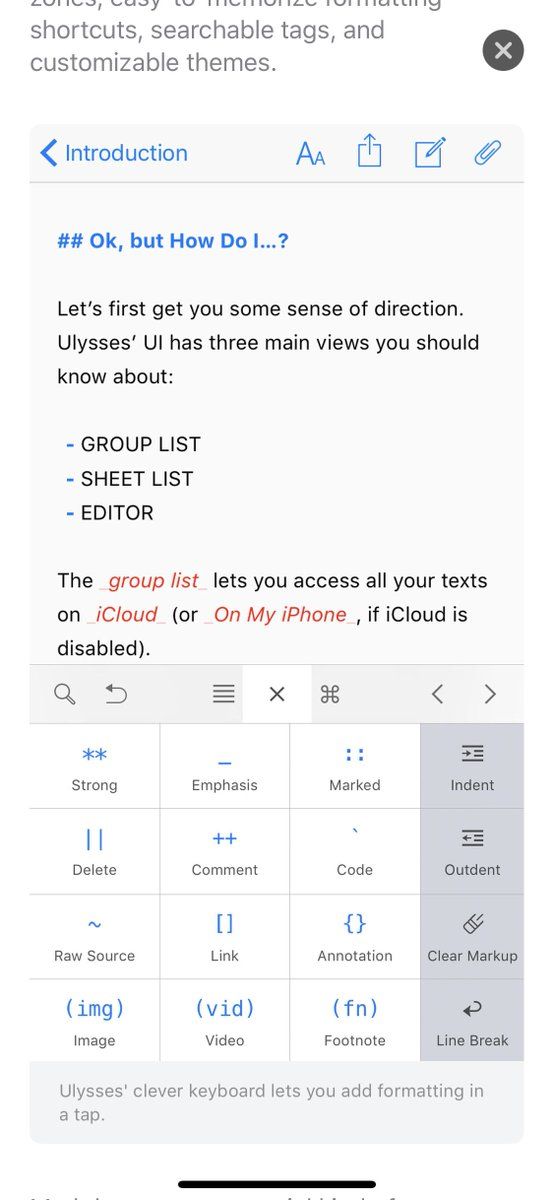 zones, easy-to-memorize formatting
shortcuts, searchable tags, and
customizable themes.
Introduction
AA
## Ok, but How Do I...?
Let's first get you some sense of direction.
Ulysses' UI has three main views you should
know about:
- GROUP LIST
- SHEET LIST
- EDITOR
The _group list_ lets you access all your texts
on _iCloud_ (or _On My iPhone_, if iCloud is
disabled).
** _ ::
Strong Emphasis Marked Indent
|| ++ `
Delete Comment Code Outdent
~ [] {}
Raw Source Link Annotation Clear Markup
(img) (vid) (fn)
Image Video Footnote Line Break
Ulysses' clever keyboard lets you add formatting in
a tap.